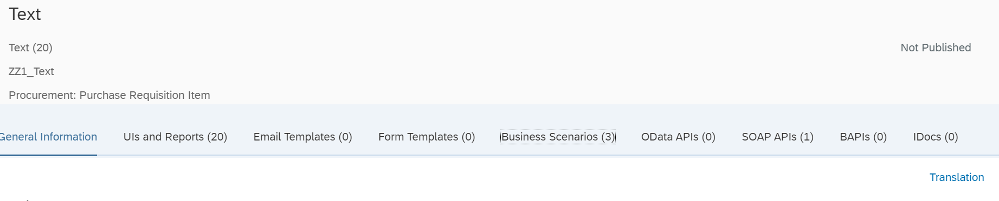 Text
Text (20)
Not Published
ZZ1_Text
Procurement: Purchase Requisition Item
General Information UIs and Reports (20) Email Templates (0) Form Templates (0) Business Scenarios (3) OData APIs (0) SOAP APIs (1) BAPIs (0) IDocs (0)
Translation